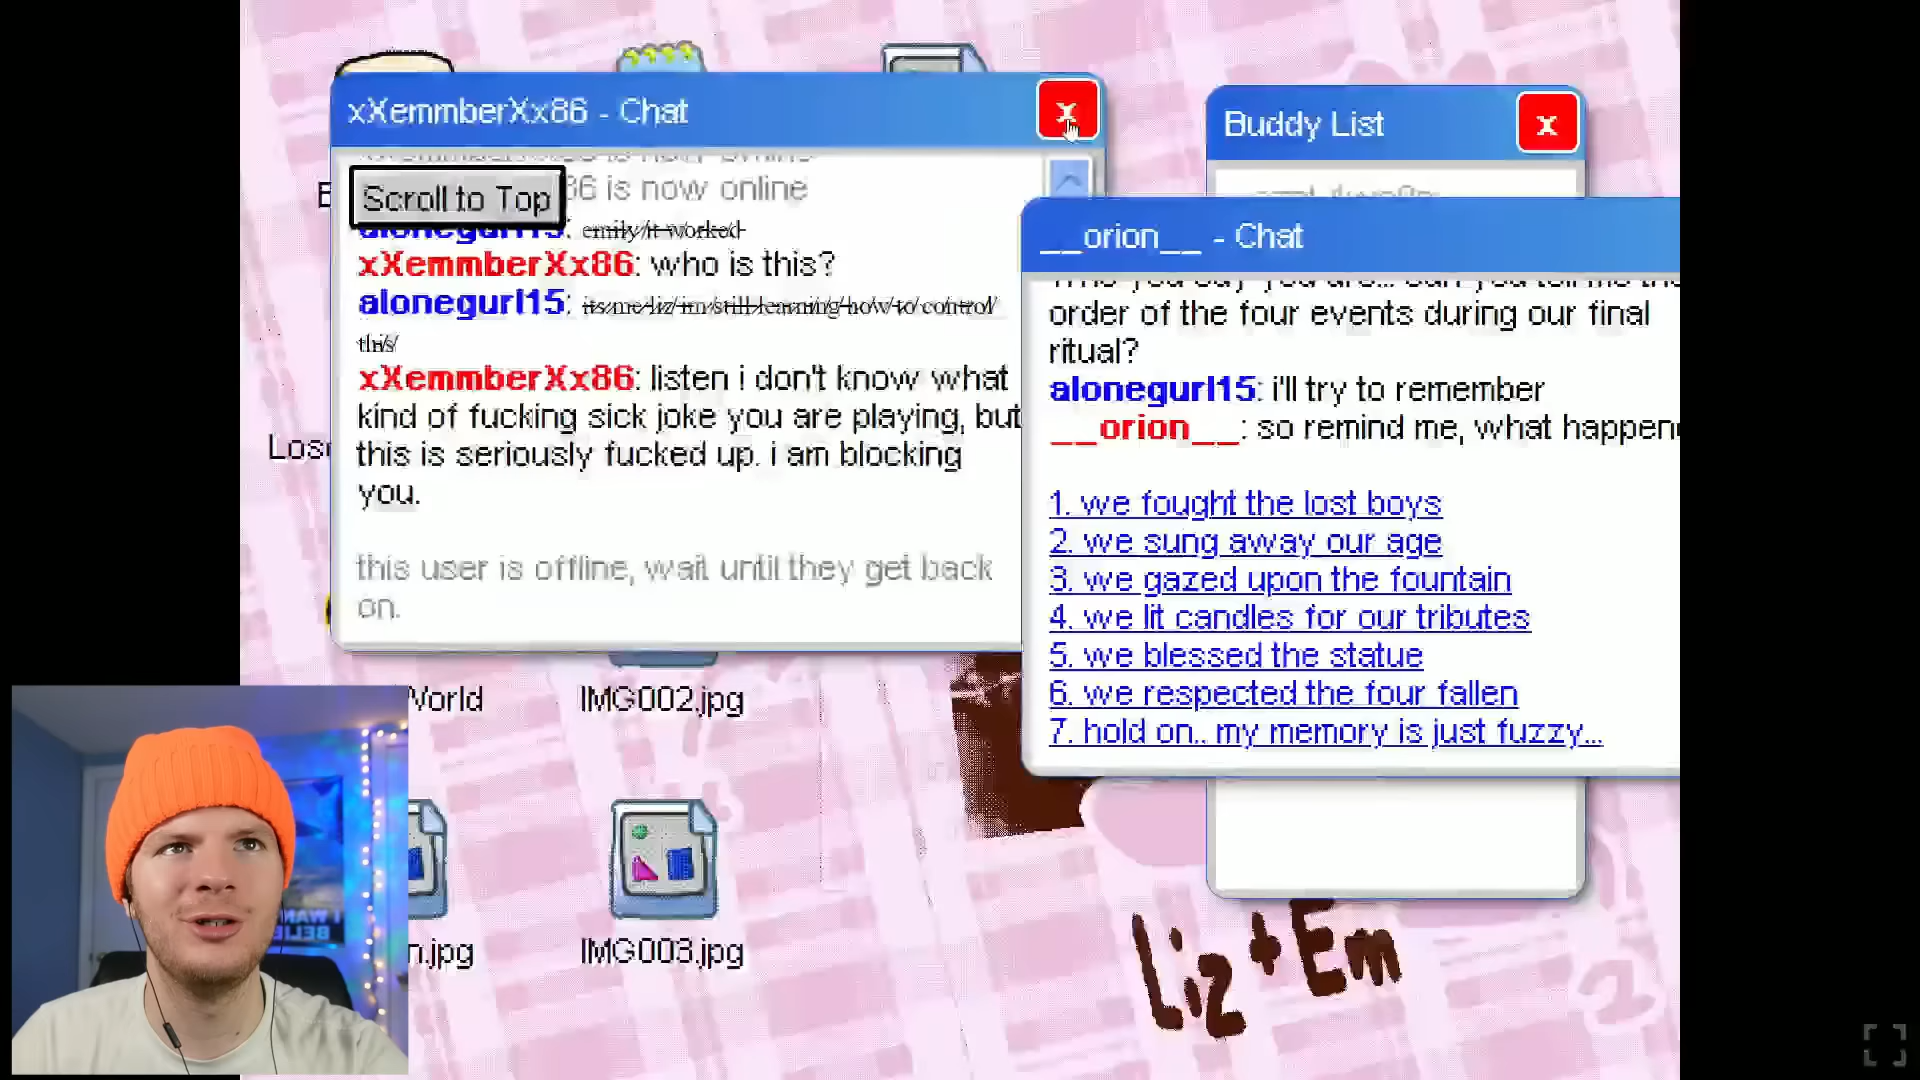 xXemmberXx86 - Chat
x
Scroll to Top
86 is now online
alonegurl15: emily/it/worked
xXemmberXx86: who is this?
alonegurl15: its/me/liz/im/still/learning/how/to/control/
this/
xXemmberXx86: listen i don't know what
kind of fucking sick joke you are playing, but
this is seriously fucked up. i am blocking
you.
this user is offline, wait until they get back
on.
Buddy List
x
__orion__ - Chat
order of the four events during our final
ritual?
alonegurl15: i'll try to remember
__orion__: so remind me, what happen
1. we fought the lost boys
2. we sung away our age
3. we gazed upon the fountain
4. we lit candles for our tributes
5. we blessed the statue
6. we respected the four fallen
7. hold on.. my memory is just fuzzy...
World
IMG002.jpg
n.jpg
IMG003.jpg
Liz + Em